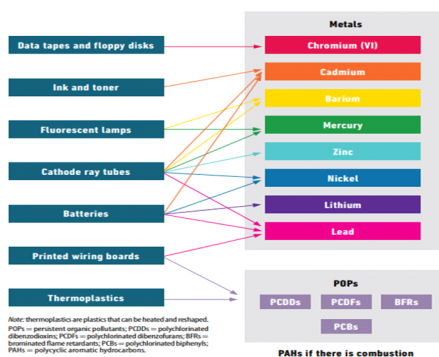 Metals
Data tapes and floppy disks
Chromium (VI)
Ink and toner
Cadmium
Barium
Fluorescent lamps
Mercury
Cathode ray tubes
Zinc
Nickel
Batteries
Lithium
Lead
Printed wiring boards
POPs
Thermoplastics
PCDDs PCDFs BFRs
PCBs
Note: thermoplastics are plastics that can be heated and reshaped.
POPs = persistent organic pollutants; PCDDs = polychlorinated
dibenzodioxins; PCDFs = polychlorinated dibenzofurans; BFRs =
brominated flame retardants; PCBs = polychlorinated biphenyls;
PAHs = polycyclic aromatic hydrocarbons.
PAHs if there is combustion